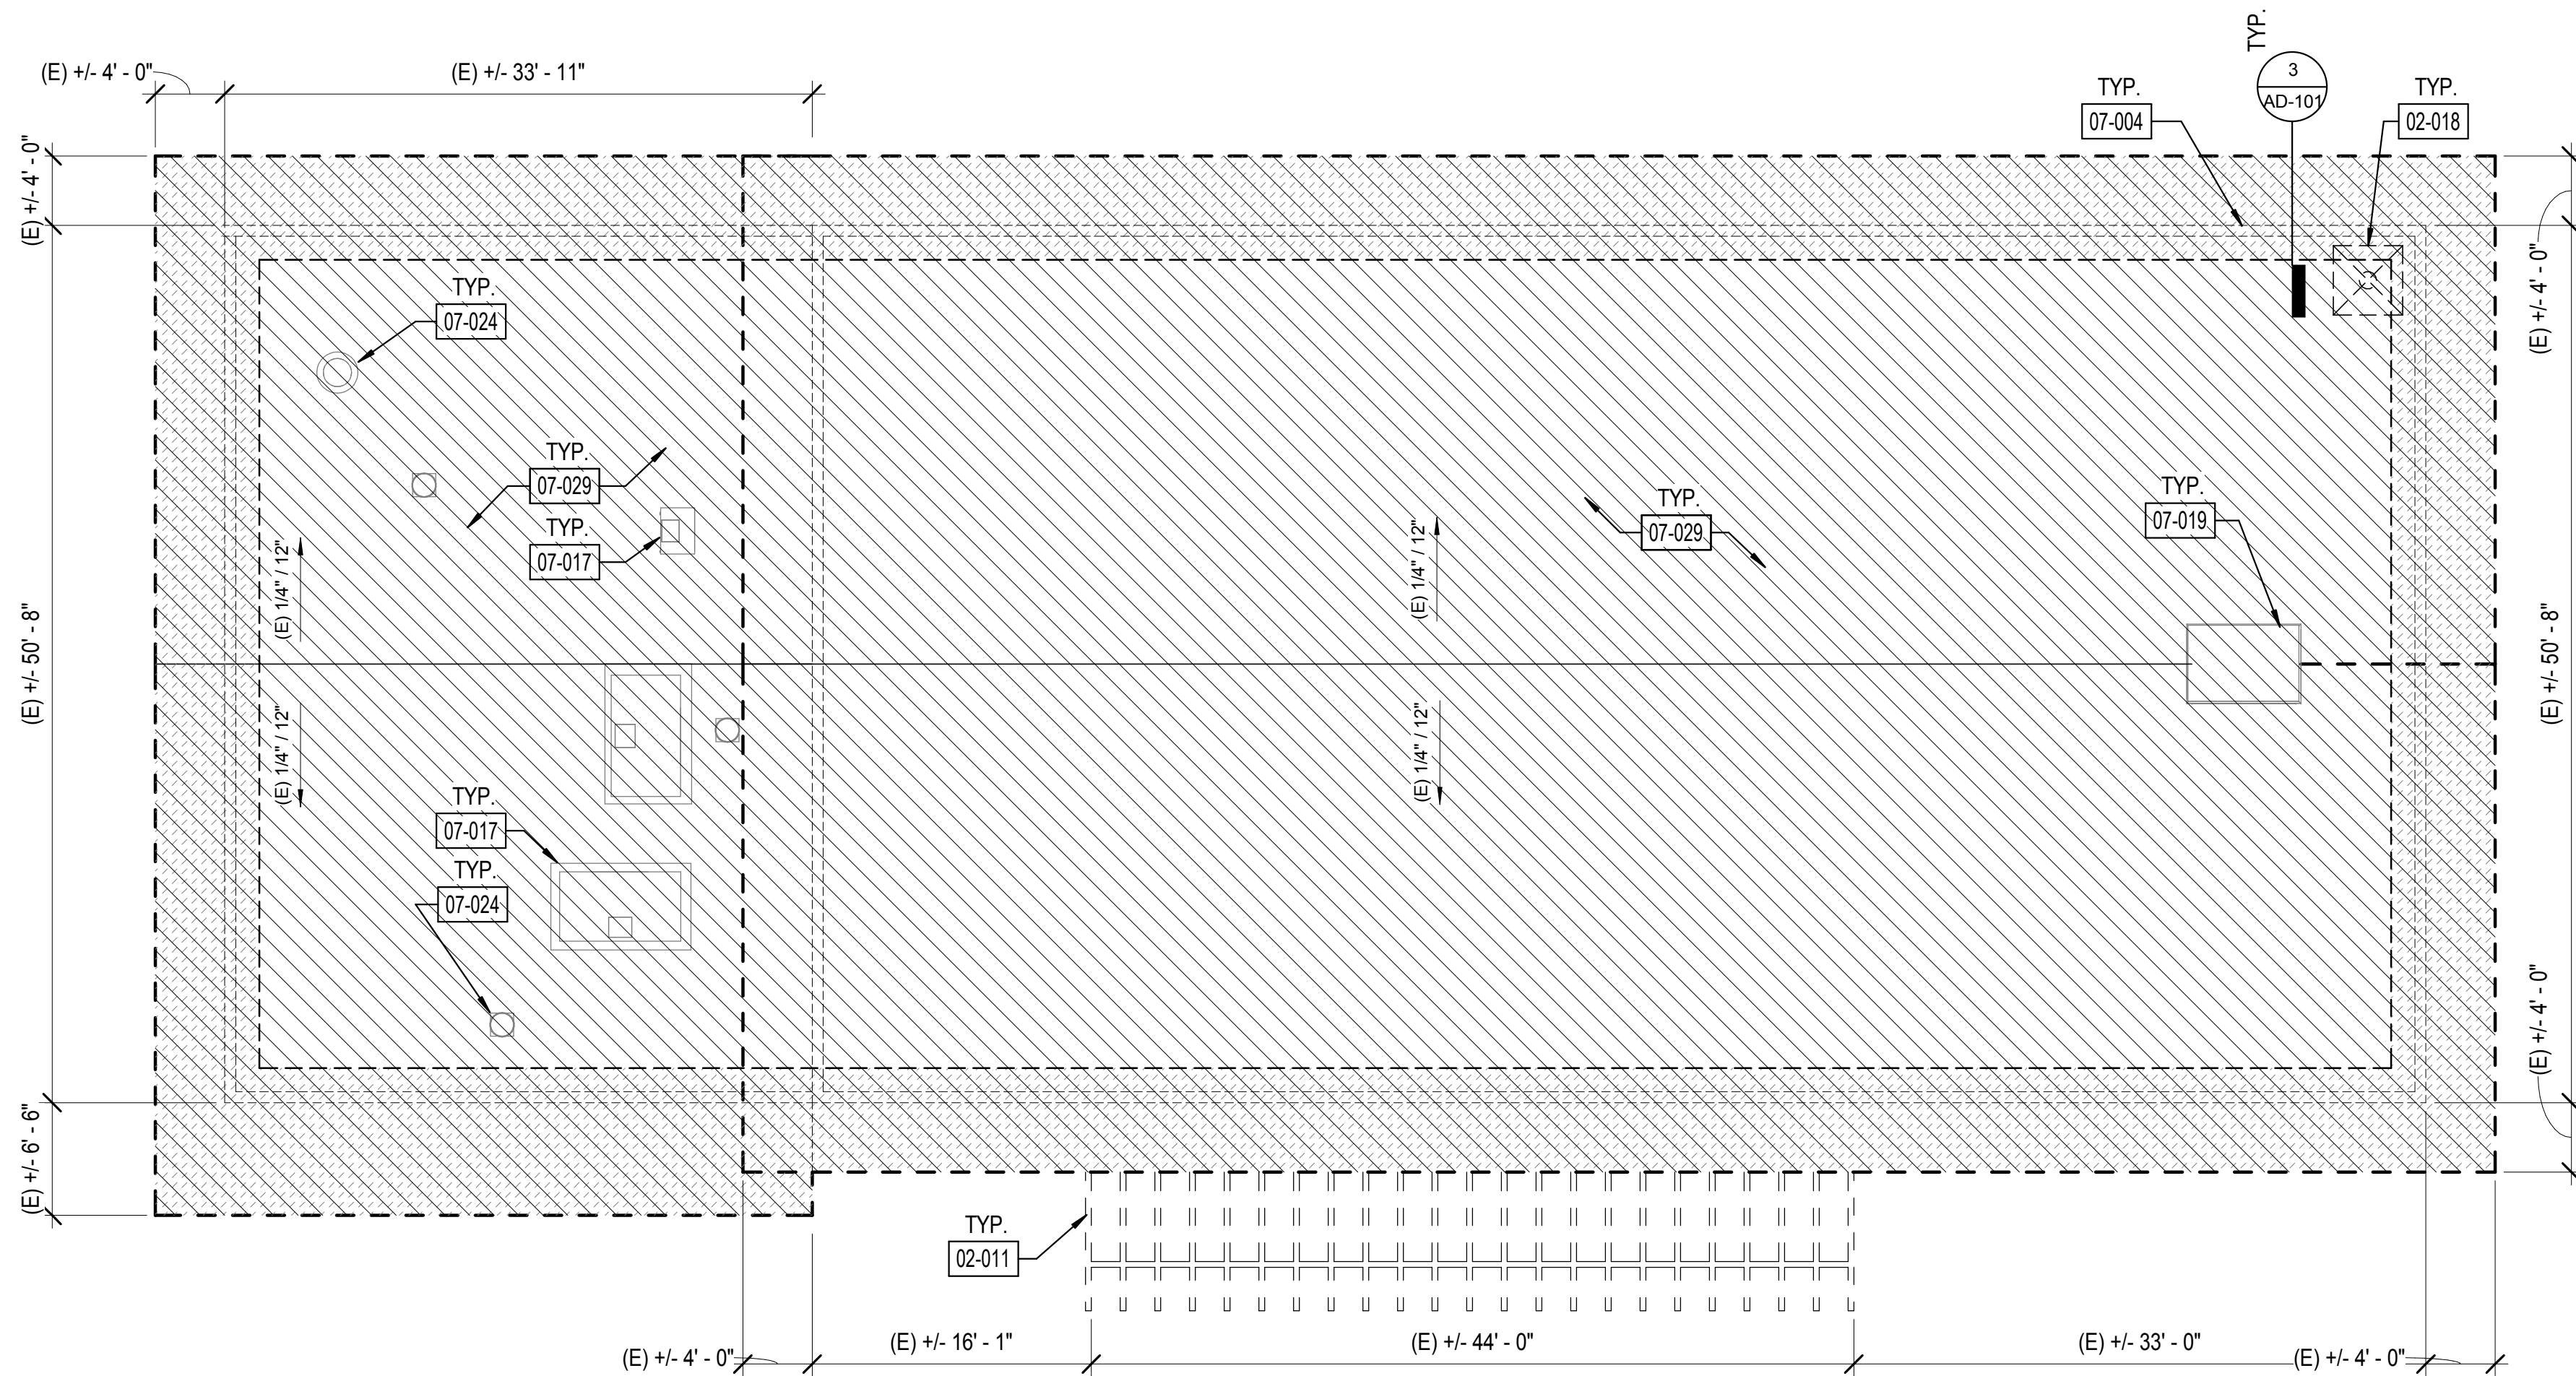 TYP.
(E) +/- 4' - 0"
(E) +/- 33' - 11"
3
AD-101
TYP.
07-004
TYP.
02-018
(E) +/- 4' - 0"
(E) +/- 4' - 0"
TYP.
07-024
TYP.
07-029
TYP.
07-017
TYP.
07-029
TYP.
07-019
(E) 1/4" / 12"
(E) 1/4" / 12"
(E) +/- 50' - 8"
(E) +/- 50' - 8"
(E) 1/4" / 12"
(E) 1/4" / 12"
TYP.
07-017
TYP.
07-024
(E) +/- 4' - 0"
(E) +/- 6' - 6"
TYP.
02-011
(E) +/- 4' - 0"
(E) +/- 16' - 1"
(E) +/- 44' - 0"
(E) +/- 33' - 0"
(E) +/- 4' - 0"